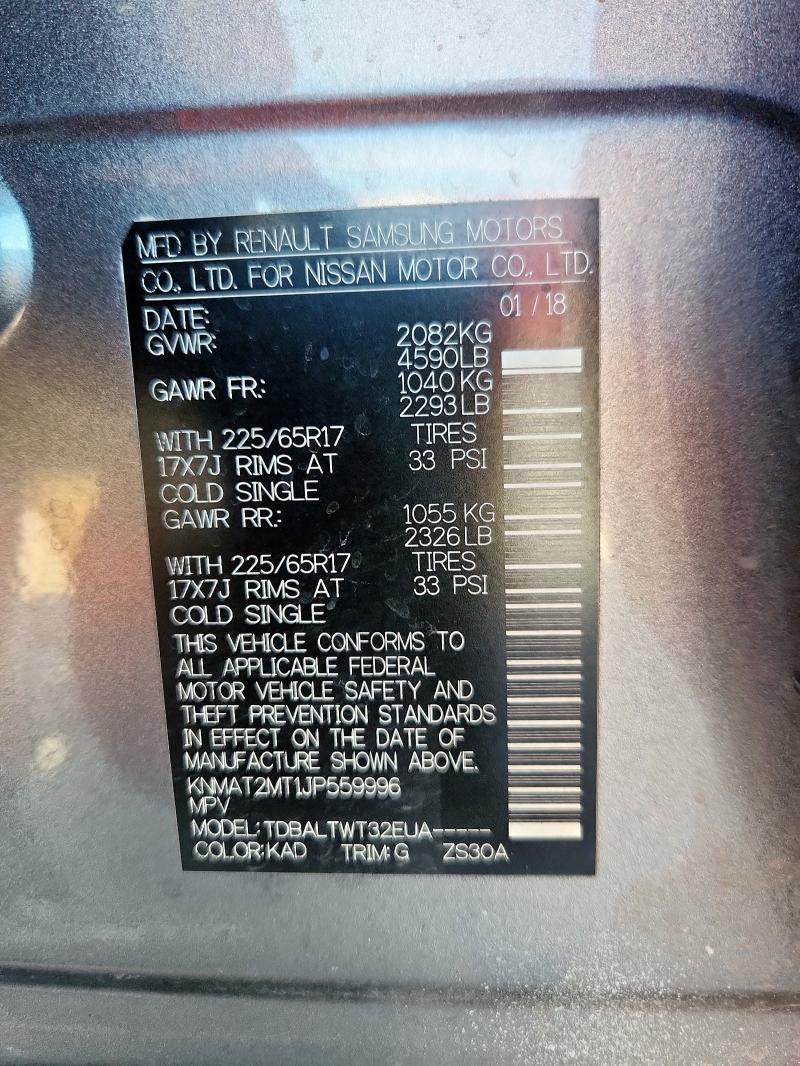 MFD BY RENAULT SAMSUNG MOTORS
CO., LTD. FOR NISSAN MOTOR CO., LTD.
DATE: 01 / 18
GVWR: 2082KG
4590LB
GAWR FR.: 1040 KG
2293 LB
WITH 225/65R17 TIRES
17X7J RIMS AT 33 PSI
COLD SINGLE
GAWR RR.: 1055 KG
2326 LB
WITH 225/65R17 TIRES
17X7J RIMS AT 33 PSI
COLD SINGLE
THIS VEHICLE CONFORMS TO
ALL APPLICABLE FEDERAL
MOTOR VEHICLE SAFETY AND
THEFT PREVENTION STANDARDS
IN EFFECT ON THE DATE OF
MANUFACTURE SHOWN ABOVE.
KNMAT2MT1JP559996
MPV
MODEL: TDBALTWT32EUA-----
COLOR: KAD TRIM: G ZS30A